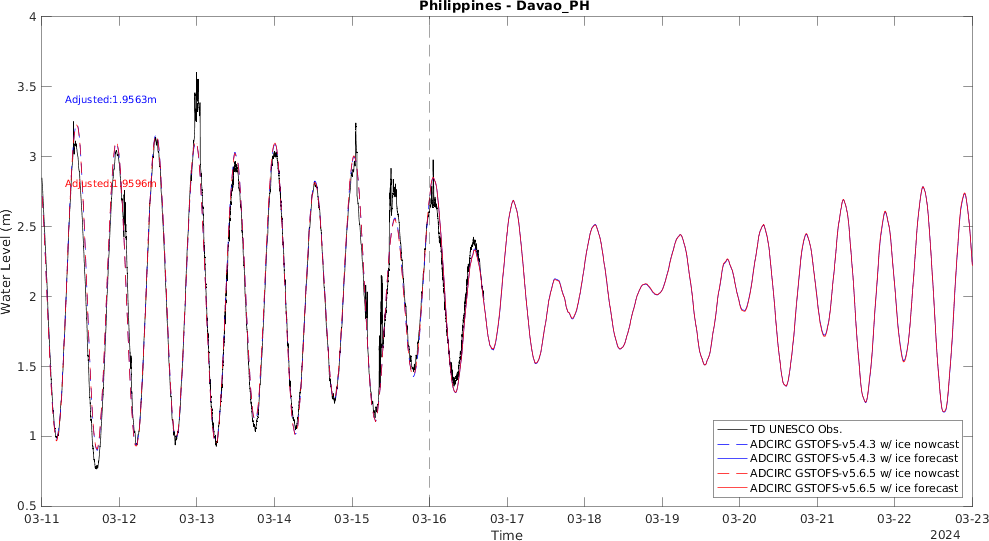 Philippines - Davao_PH
4
3.5
3
2.5
2
1.5
1
0.5
Water Level (m)
Adjusted:1.9563m
Adjusted:1.9596m
TD UNESCO Obs.
ADCIRC GSTOFS-v5.4.3 w/ ice nowcast
ADCIRC GSTOFS-v5.4.3 w/ ice forecast
ADCIRC GSTOFS-v5.6.5 w/ ice nowcast
ADCIRC GSTOFS-v5.6.5 w/ ice forecast
03-11 03-12 03-13 03-14 03-15 03-16 03-17 03-18 03-19 03-20 03-21 03-22 03-23
Time
2024